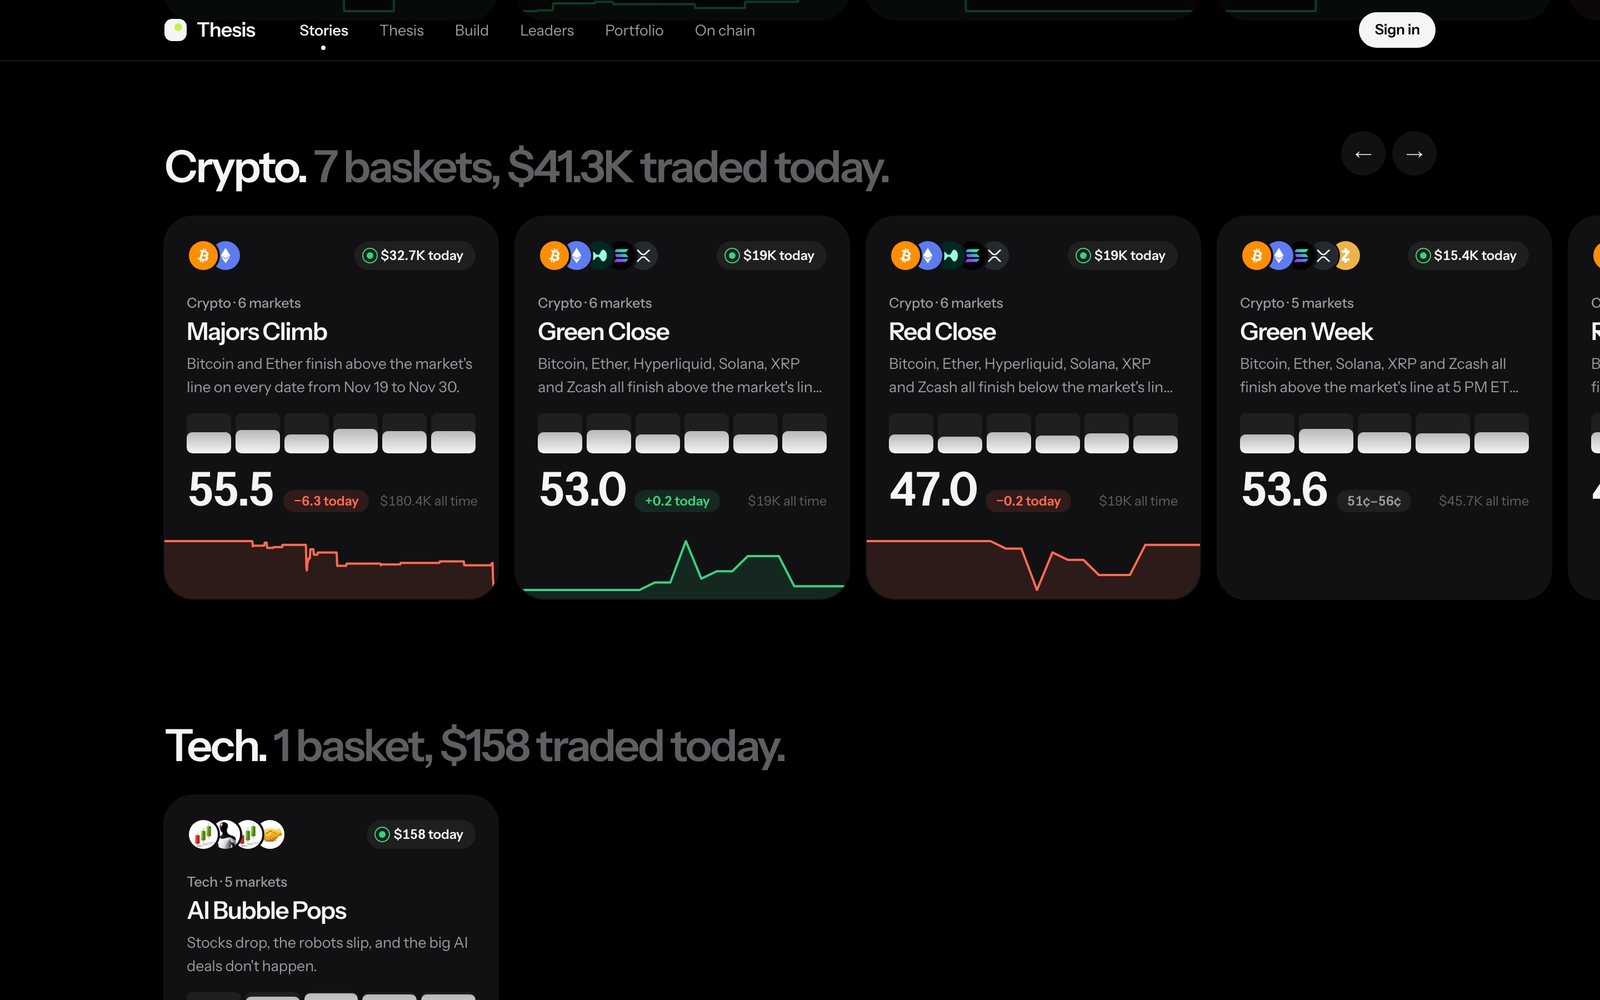 Thesis
Stories
Thesis
Build
Leaders
Portfolio
On chain
Sign in
Crypto. 7 baskets, $41.3K traded today.
← →
$32.7K today
Crypto · 6 markets
Majors Climb
Bitcoin and Ether finish above the market's
line on every date from Nov 19 to Nov 30.
55.5
−6.3 today
$180.4K all time
$19K today
Crypto · 6 markets
Green Close
Bitcoin, Ether, Hyperliquid, Solana, XRP
and Zcash all finish above the market's lin...
53.0
+0.2 today
$19K all time
$19K today
Crypto · 6 markets
Red Close
Bitcoin, Ether, Hyperliquid, Solana, XRP
and Zcash all finish below the market's lin...
47.0
−0.2 today
$19K all time
$15.4K today
Crypto · 5 markets
Green Week
Bitcoin, Ether, Solana, XRP and Zcash all
finish above the market's line at 5 PM ET...
53.6
51¢–56¢
$45.7K all time
Tech. 1 basket, $158 traded today.
$158 today
Tech · 5 markets
AI Bubble Pops
Stocks drop, the robots slip, and the big AI
deals don't happen.